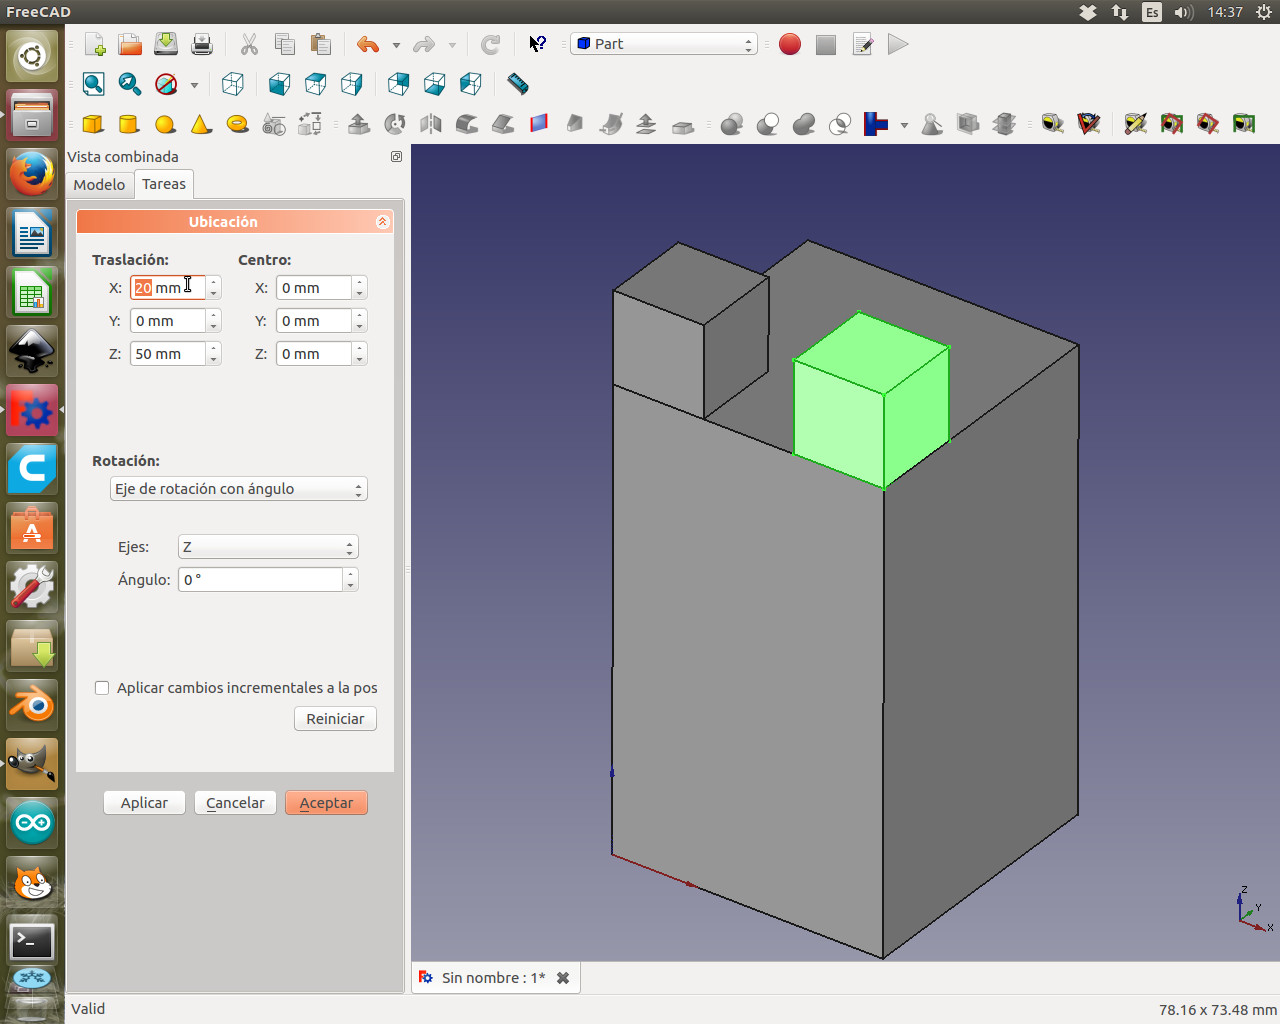 FreeCAD
Es
14:37
Part
Vista combinada
Modelo
Tareas
Ubicación
Traslación:
Centro:
X: 20 mm
X: 0 mm
Y: 0 mm
Y: 0 mm
Z: 50 mm
Z: 0 mm
Rotación:
Eje de rotación con ángulo
Ejes: Z
Ángulo: 0 °
Aplicar cambios incrementales a la pos
Reiniciar
Aplicar
Cancelar
Aceptar
Z
Y
X
Sin nombre : 1*
Valid
78.16 x 73.48 mm